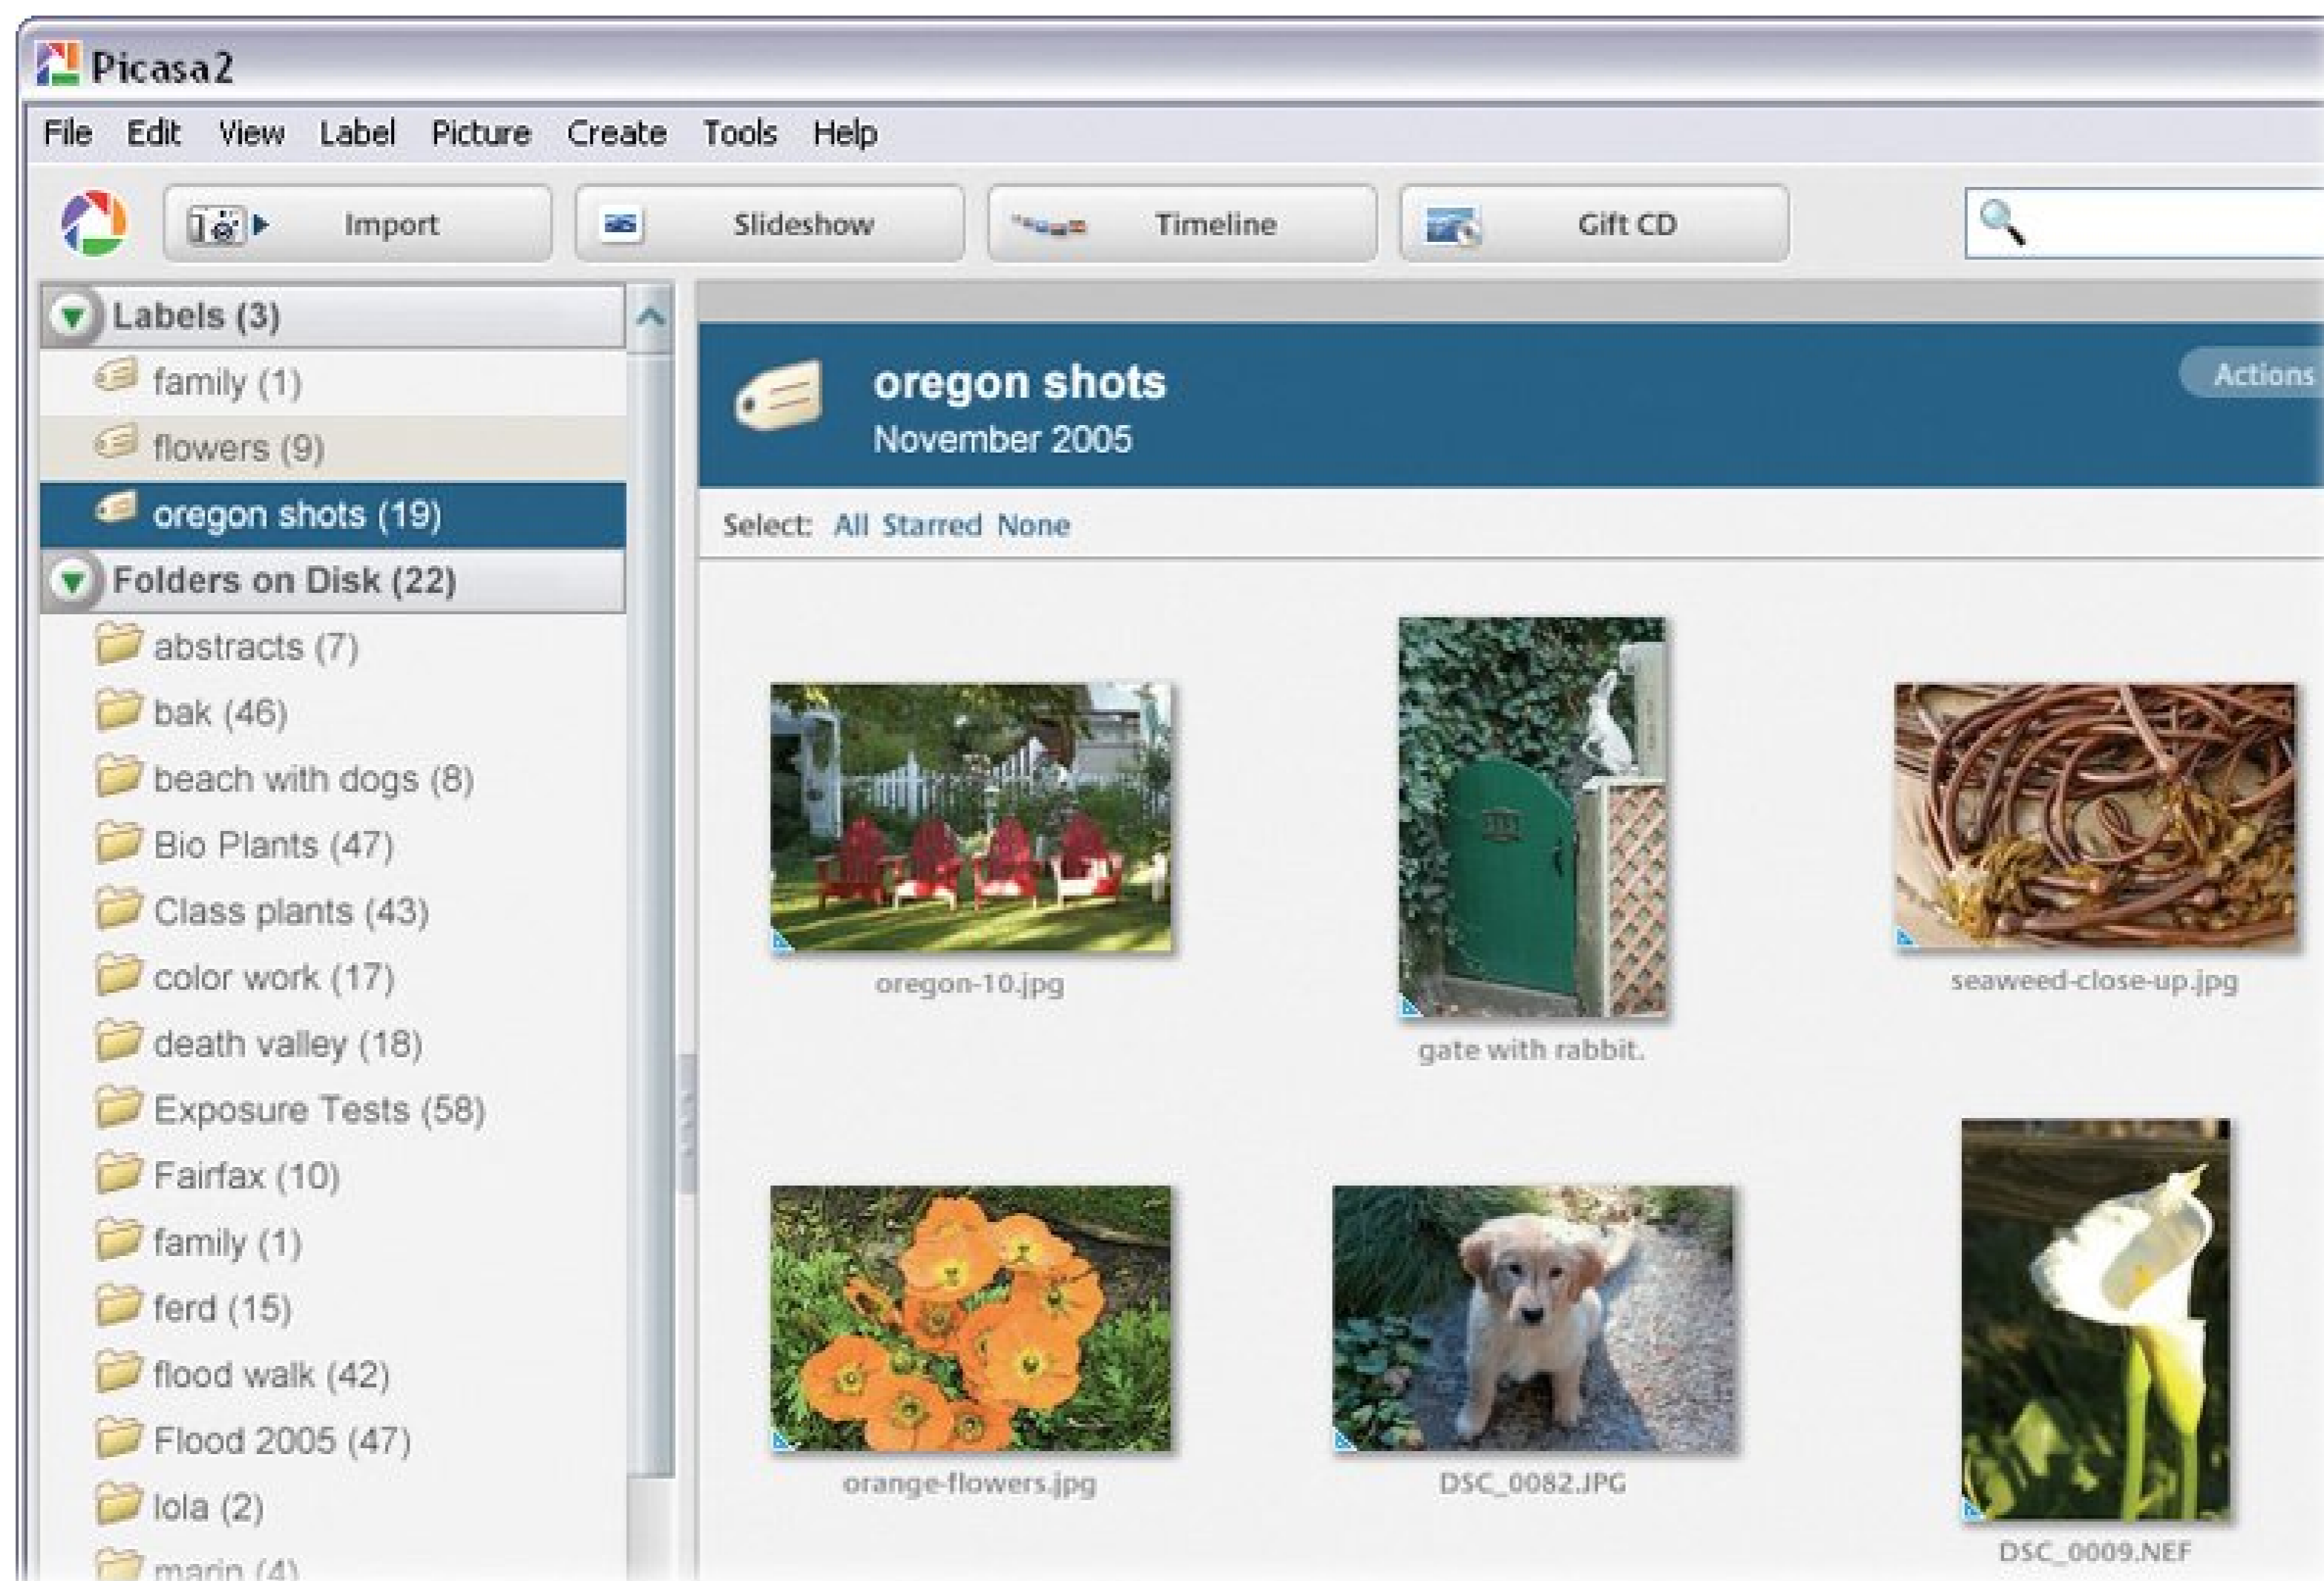 Picasa2
File Edit View Label Picture Create Tools Help
Import Slideshow Timeline Gift CD
Labels (3)
family (1)
flowers (9)
oregon shots (19)
Folders on Disk (22)
abstracts (7)
bak (46)
beach with dogs (8)
Bio Plants (47)
Class plants (43)
color work (17)
death valley (18)
Exposure Tests (58)
Fairfax (10)
family (1)
ferd (15)
flood walk (42)
Flood 2005 (47)
lola (2)
marin (4)
oregon shots
November 2005
Actions
Select: All Starred None
oregon-10.jpg
gate with rabbit.
seaweed-close-up.jpg
orange-flowers.jpg
DSC_0082.JPG
DSC_0009.NEF